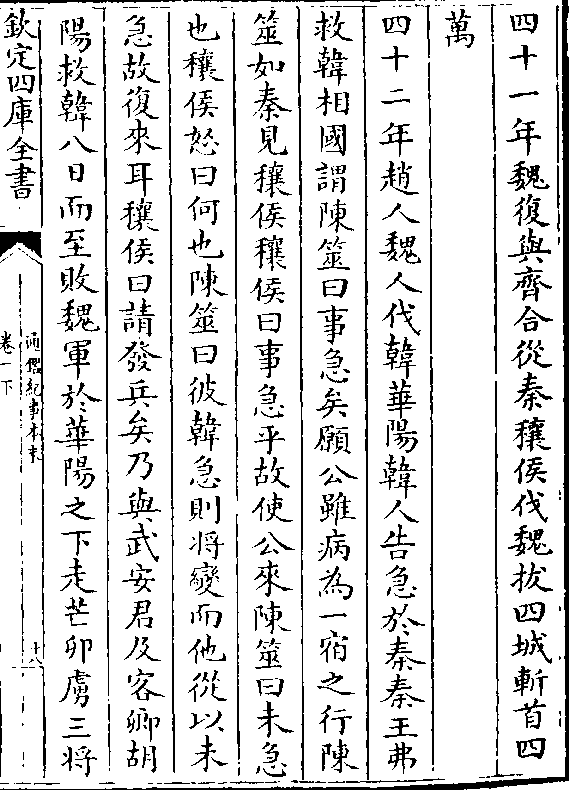 四十一年魏復與齊合從秦穰侯伐魏拔四城斬首四
萬
四十二年趙人魏人伐韓華陽韓人告急於秦秦王弗
救韓相國謂陳筮曰事急矣願公雖病為一宿之行陳
筮如秦見穰侯穰侯曰事急乎故使公來陳筮曰未急
也穰侯怒曰何也陳筮曰彼韓急則將變而他從以未
急故復來耳穰侯曰請發兵矣乃與武安君及客卿胡
陽救韓八日而至敗魏軍於華陽之下走芒卯虜三將
欽定四庫全書
通鑑紀事本末
卷一下
十八